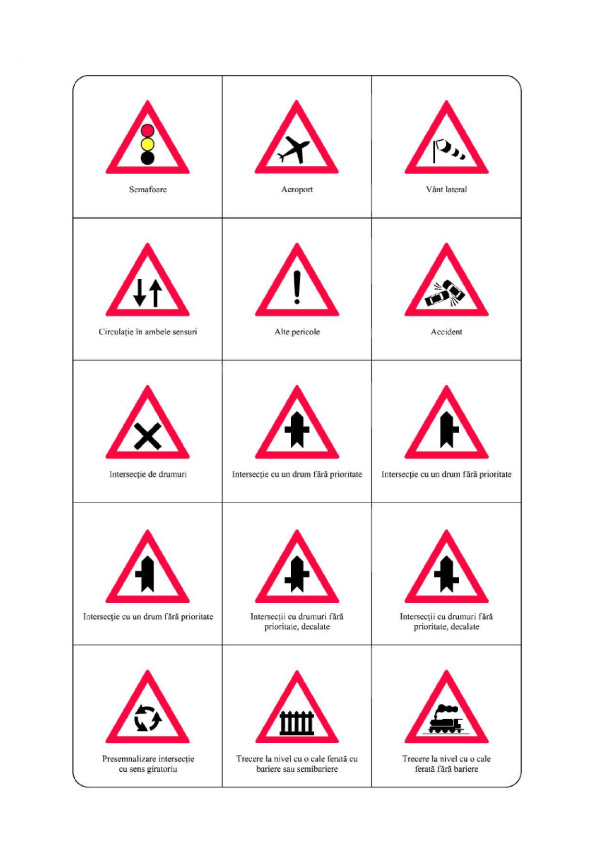 Semafoare
Aeroport
Vânt lateral
Circulație în ambele sensuri
Alte pericole
Accident
Intersecție de drumuri
Intersecție cu un drum fără prioritate
Intersecție cu un drum fără prioritate
Intersecție cu un drum fără prioritate
Intersecții cu drumuri fără
prioritate, decalate
Intersecții cu drumuri fără
prioritate, decalate
Presemnalizare intersecție
cu sens giratoriu
Trecere la nivel cu o cale ferată cu
bariere sau semibariere
Trecere la nivel cu o cale
ferată fără bariere